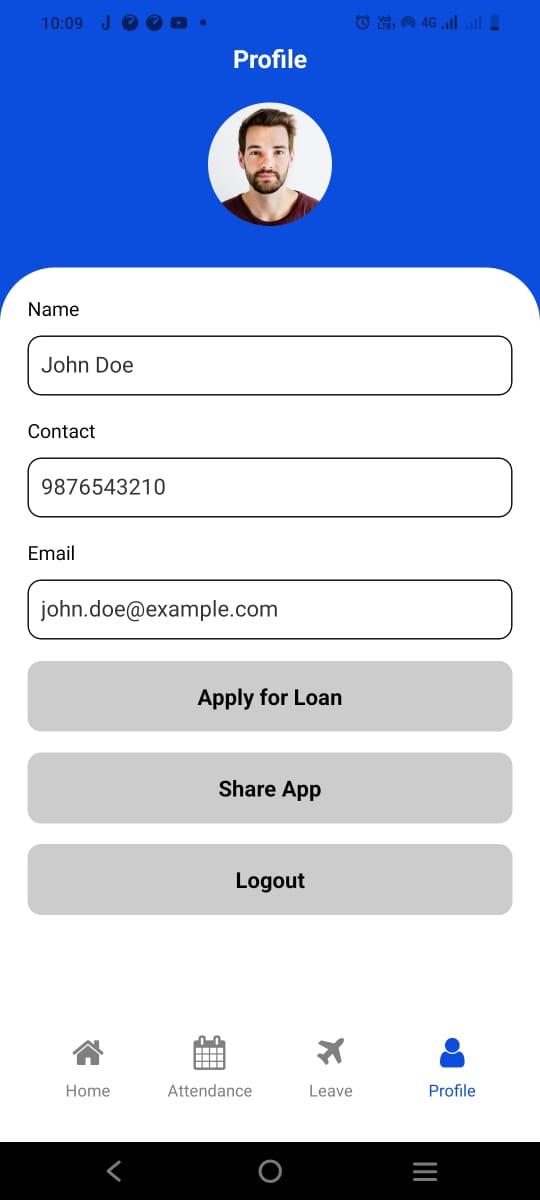 10:09 J Vo) LTE1 4G
Profile
Name
John Doe
Contact
9876543210
Email
john.doe@example.com
Apply for Loan
Share App
Logout
Home Attendance Leave Profile